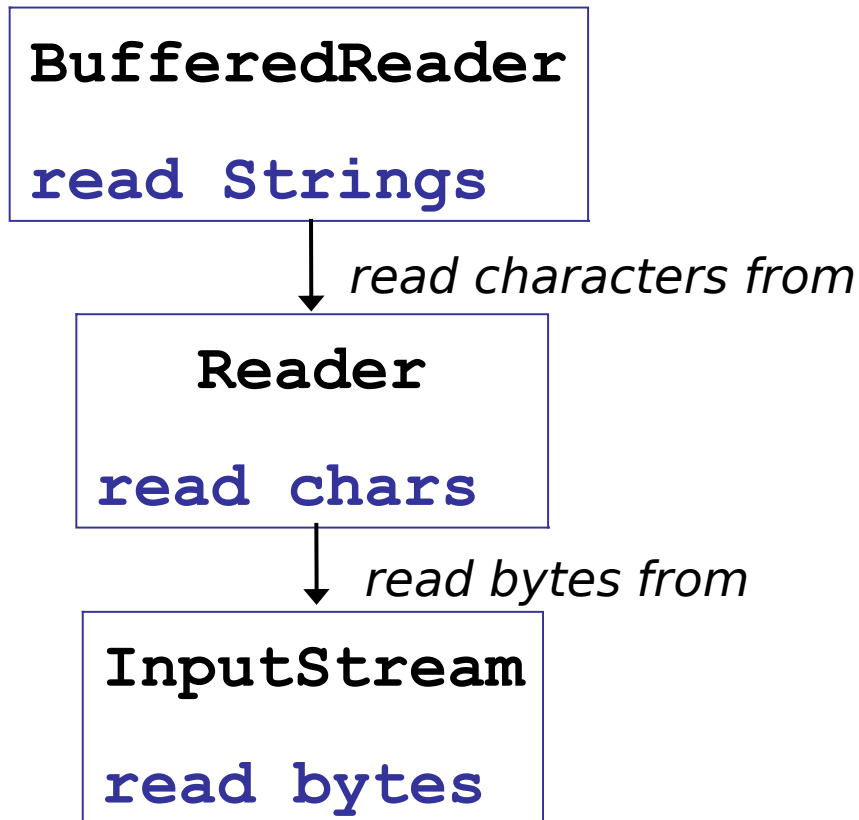 BufferedReader
read Strings
read characters from
Reader
read chars
read bytes from
InputStream
read bytes